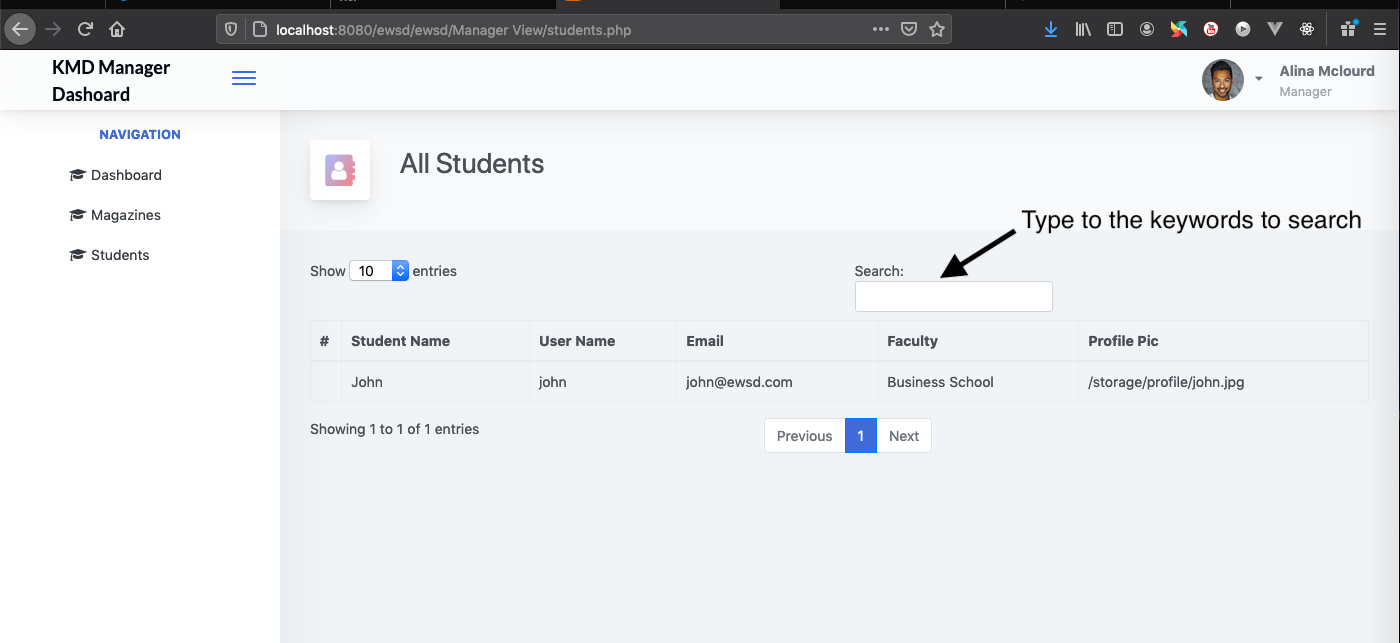 localhost:8080/ewsd/ewsd/Manager View/students.php
KMD Manager
Dashoard
Alina Mclourd
Manager
NAVIGATION
Dashboard
Magazines
Students
All Students
Type to the keywords to search
Show 10 entries
Search:
# Student Name User Name Email Faculty Profile Pic
John john john@ewsd.com Business School /storage/profile/john.jpg
Showing 1 to 1 of 1 entries
Previous 1 Next